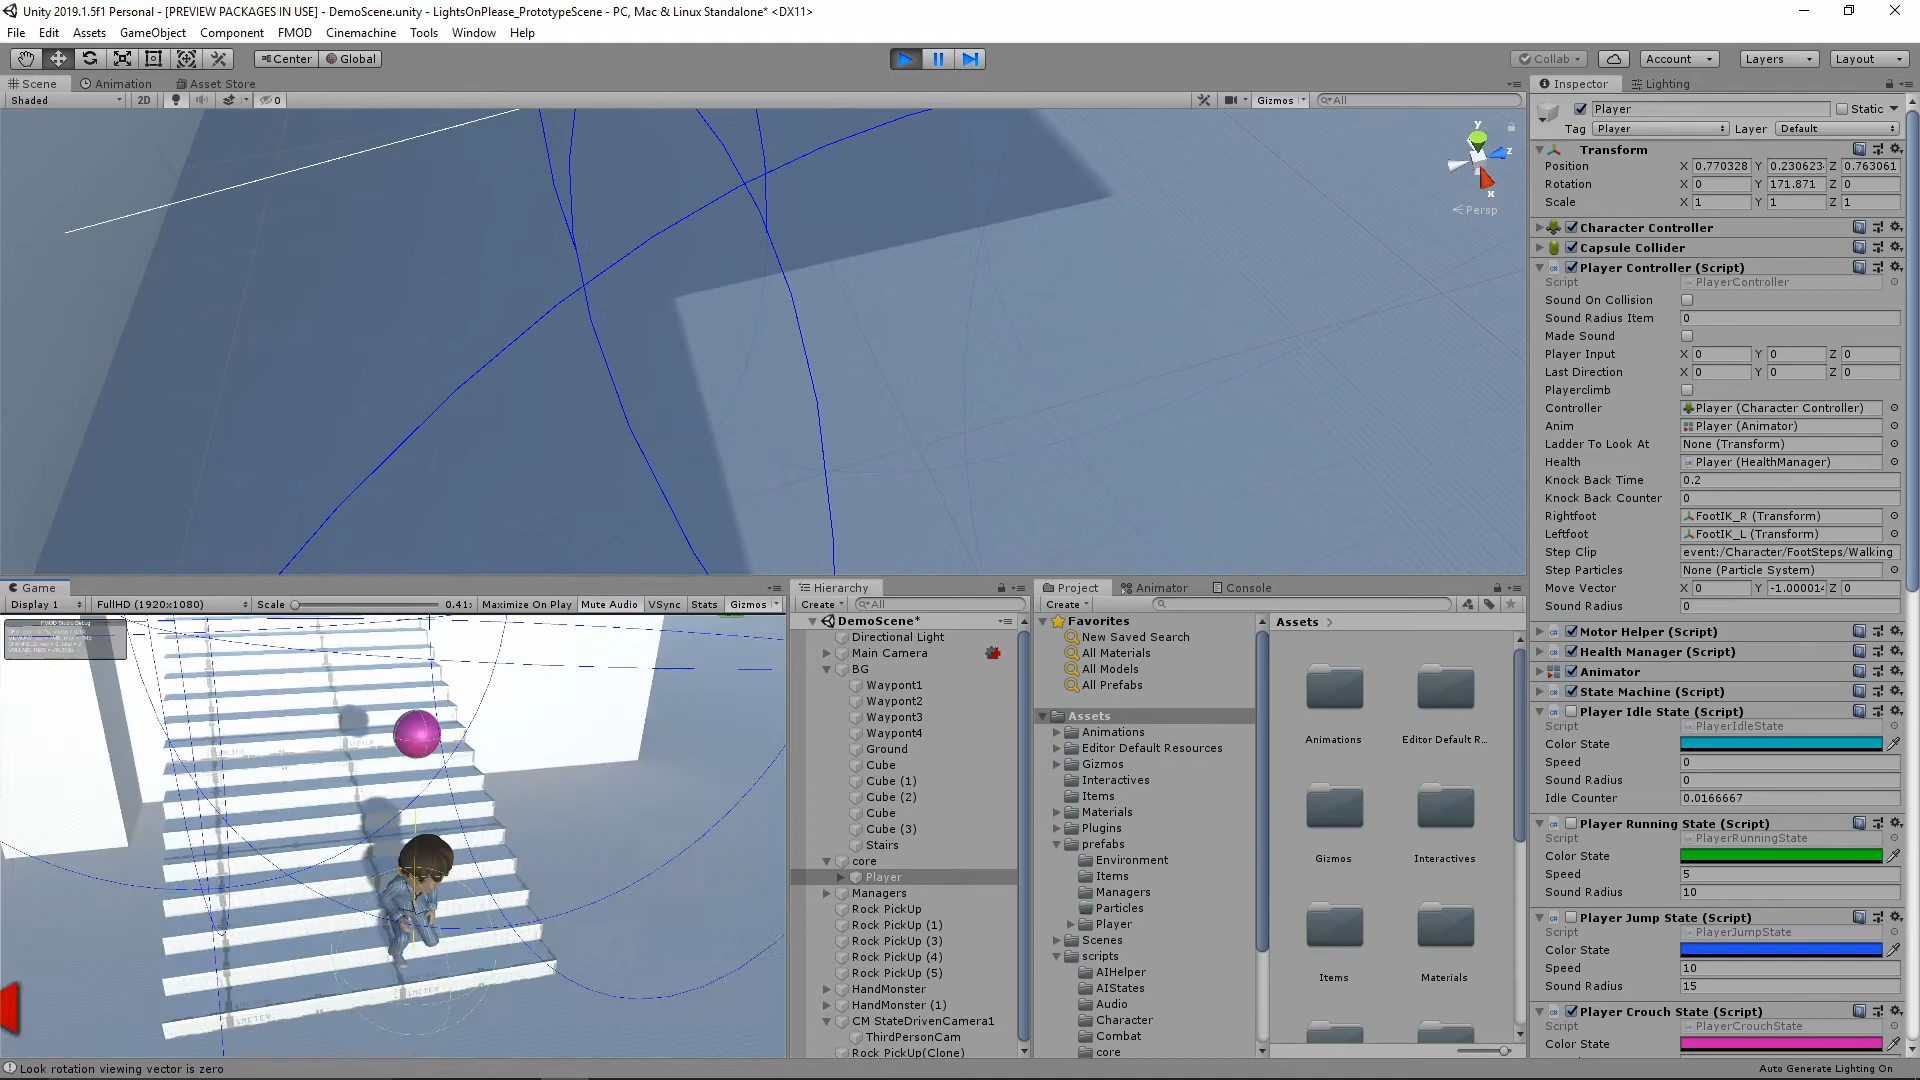 Unity 2019.1.5f1 Personal - [PREVIEW PACKAGES IN USE] - DemoScene.unity - LightsOnPlease_PrototypeScene - PC, Mac & Linux Standalone* <DX11>
File Edit Assets GameObject Component FMOD Cinemachine Tools Window Help
Center Global Collab Account Layers Layout
Scene Animation Asset Store
Shaded 2D 0 Gizmos All
y
z
x
Persp
Inspector Lighting
Player Static
Tag Player Layer Default
Transform
Position X 0.770328 Y 0.230623 Z 0.763061
Rotation X 0 Y 171.871 Z 0
Scale X 1 Y 1 Z 1
Character Controller
Capsule Collider
Player Controller (Script)
Script PlayerController
Sound On Collision
Sound Radius Item 0
Made Sound
Player Input X 0 Y 0 Z 0
Last Direction X 0 Y 0 Z 0
Playerclimb
Controller Player (Character Controller)
Anim Player (Animator)
Ladder To Look At None (Transform)
Health Player (HealthManager)
Knock Back Time 0.2
Knock Back Counter 0
Rightfoot FootIK_R (Transform)
Leftfoot FootIK_L (Transform)
Step Clip event:/Character/FootSteps/Walking
Step Particles None (Particle System)
Move Vector X 0 Y -1.000014 Z 0
Sound Radius 0
Motor Helper (Script)
Health Manager (Script)
Animator
State Machine (Script)
Player Idle State (Script)
Script PlayerIdleState
Color State
Speed 0
Sound Radius 0
Idle Counter 0.0166667
Player Running State (Script)
Script PlayerRunningState
Color State
Speed 5
Sound Radius 10
Player Jump State (Script)
Script PlayerJumpState
Color State
Speed 10
Sound Radius 15
Player Crouch State (Script)
Script PlayerCrouchState
Color State
Game
Display 1 FullHD (1920x1080) Scale 0.41 Maximize On Play Mute Audio VSync Stats Gizmos
FMOD Studio Debug
Hierarchy
Create All
DemoScene*
Directional Light
Main Camera
BG
Waypont1
Waypont2
Waypont3
Waypont4
Ground
Cube
Cube (1)
Cube (2)
Cube
Cube (3)
Stairs
core
Player
Managers
Rock PickUp
Rock PickUp (1)
Rock PickUp (3)
Rock PickUp (4)
Rock PickUp (5)
HandMonster
HandMonster (1)
CM StateDrivenCamera1
ThirdPersonCam
Rock PickUp(Clone)
Project Animator Console
Create
Favorites
New Saved Search
All Materials
All Models
All Prefabs
Assets
Animations
Editor Default Resources
Gizmos
Interactives
Items
Materials
Plugins
prefabs
Environment
Items
Managers
Particles
Player
Scenes
scripts
AIHelper
AIStates
Audio
Character
Combat
core
Assets
Animations Editor Default R...
Gizmos Interactives
Items Materials
Look rotation viewing vector is zero
Auto Generate Lighting On